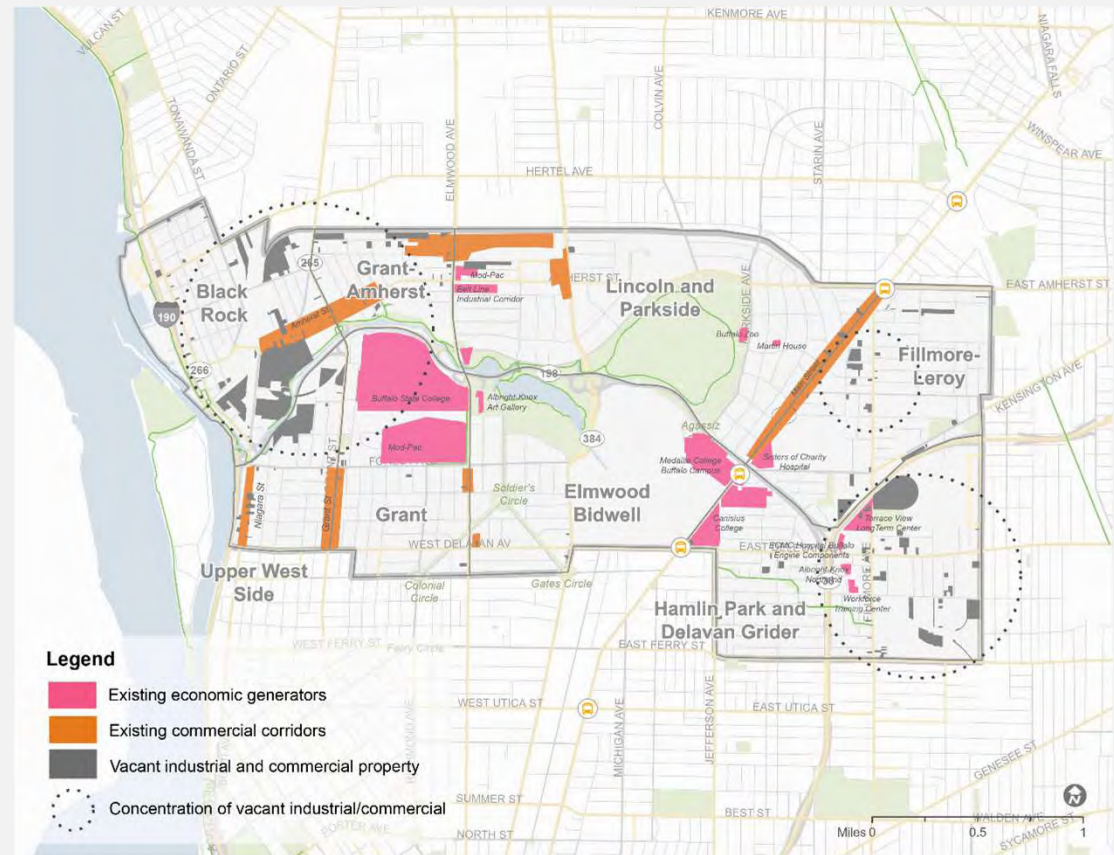 KENMORE AVE
VULCAN ST
ONTARIO ST
TONAWANDA ST
ELMWOOD AVE
COLVIN AVE
STARIN AVE
NIAGARA FALLS
WINSPEAR AVE
HERTEL AVE
265
Grant-
Amherst
Mod-Pac
Belt Line
Industrial Corridor
Lincoln and
Parkside
EAST AMHERST ST
Black
Rock
190
Amherst St
266
Buffalo Zoo
Martin House
Main Street
Fillmore-
Leroy
KENSINGTON AVE
198
Buffalo State College
Albright-Knox
Art Gallery
384
Agassiz
Mod-Pac
Medaille College
Buffalo Campus
Sisters of Charity
Hospital
Soldier's
Circle
Elmwood
Bidwell
Niagara St
Grant St
Grant
Canisius
College
Terrace View
LongTerm Center
WEST DELAVAN AV
ECMC Hospital Buffalo
Engine Components
Albright-Knox
Northland
Upper West
Side
Colonial
Circle
Gates Circle
Workforce
Training Center
Hamlin Park and
Delavan Grider
WEST FERRY ST
Ferry Circle
EAST FERRY ST
Legend
Existing economic generators
Existing commercial corridors
Vacant industrial and commercial property
Concentration of vacant industrial/commercial
WEST UTICA ST
EAST UTICA ST
MICHIGAN AVE
JEFFERSON AVE
GENESEE ST
SUMMER ST
BEST ST
PORTER AVE
NORTH ST
WALDEN AVE
SYCAMORE ST
N
Miles 0 0.5 1